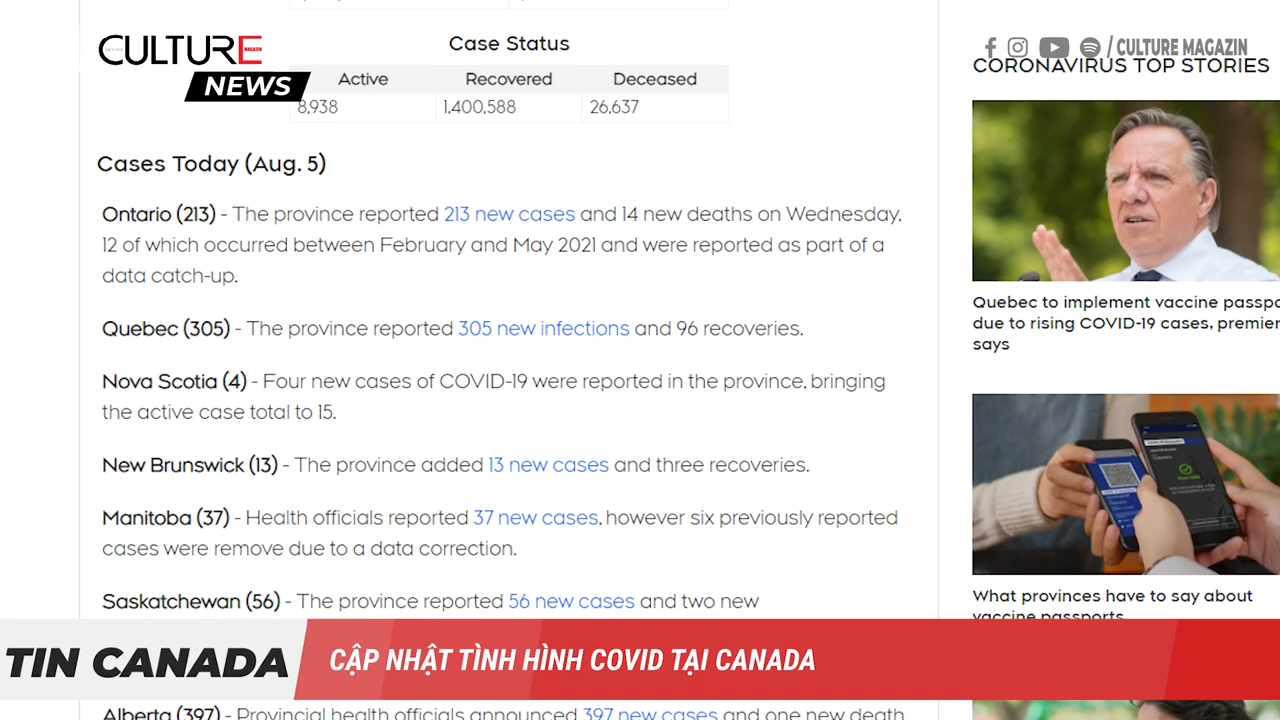 CULTURE
MAGAZIN
NEWS
/ CULTURE MAGAZIN
Case Status
Active Recovered Deceased
8,938 1,400,588 26,637
Cases Today (Aug. 5)
Ontario (213) - The province reported 213 new cases and 14 new deaths on Wednesday,
12 of which occurred between February and May 2021 and were reported as part of a
data catch-up.
Quebec (305) - The province reported 305 new infections and 96 recoveries.
Nova Scotia (4) - Four new cases of COVID-19 were reported in the province, bringing
the active case total to 15.
New Brunswick (13) - The province added 13 new cases and three recoveries.
Manitoba (37) - Health officials reported 37 new cases, however six previously reported
cases were remove due to a data correction.
Saskatchewan (56) - The province reported 56 new cases and two new
Alberta (397) - Provincial health officials announced 397 new cases and one new death
CORONAVIRUS TOP STORIES
Quebec to implement vaccine passpo
due to rising COVID-19 cases, premier
says
What provinces have to say about
vaccine passports
TIN CANADA
CẬP NHẬT TÌNH HÌNH COVID TẠI CANADA